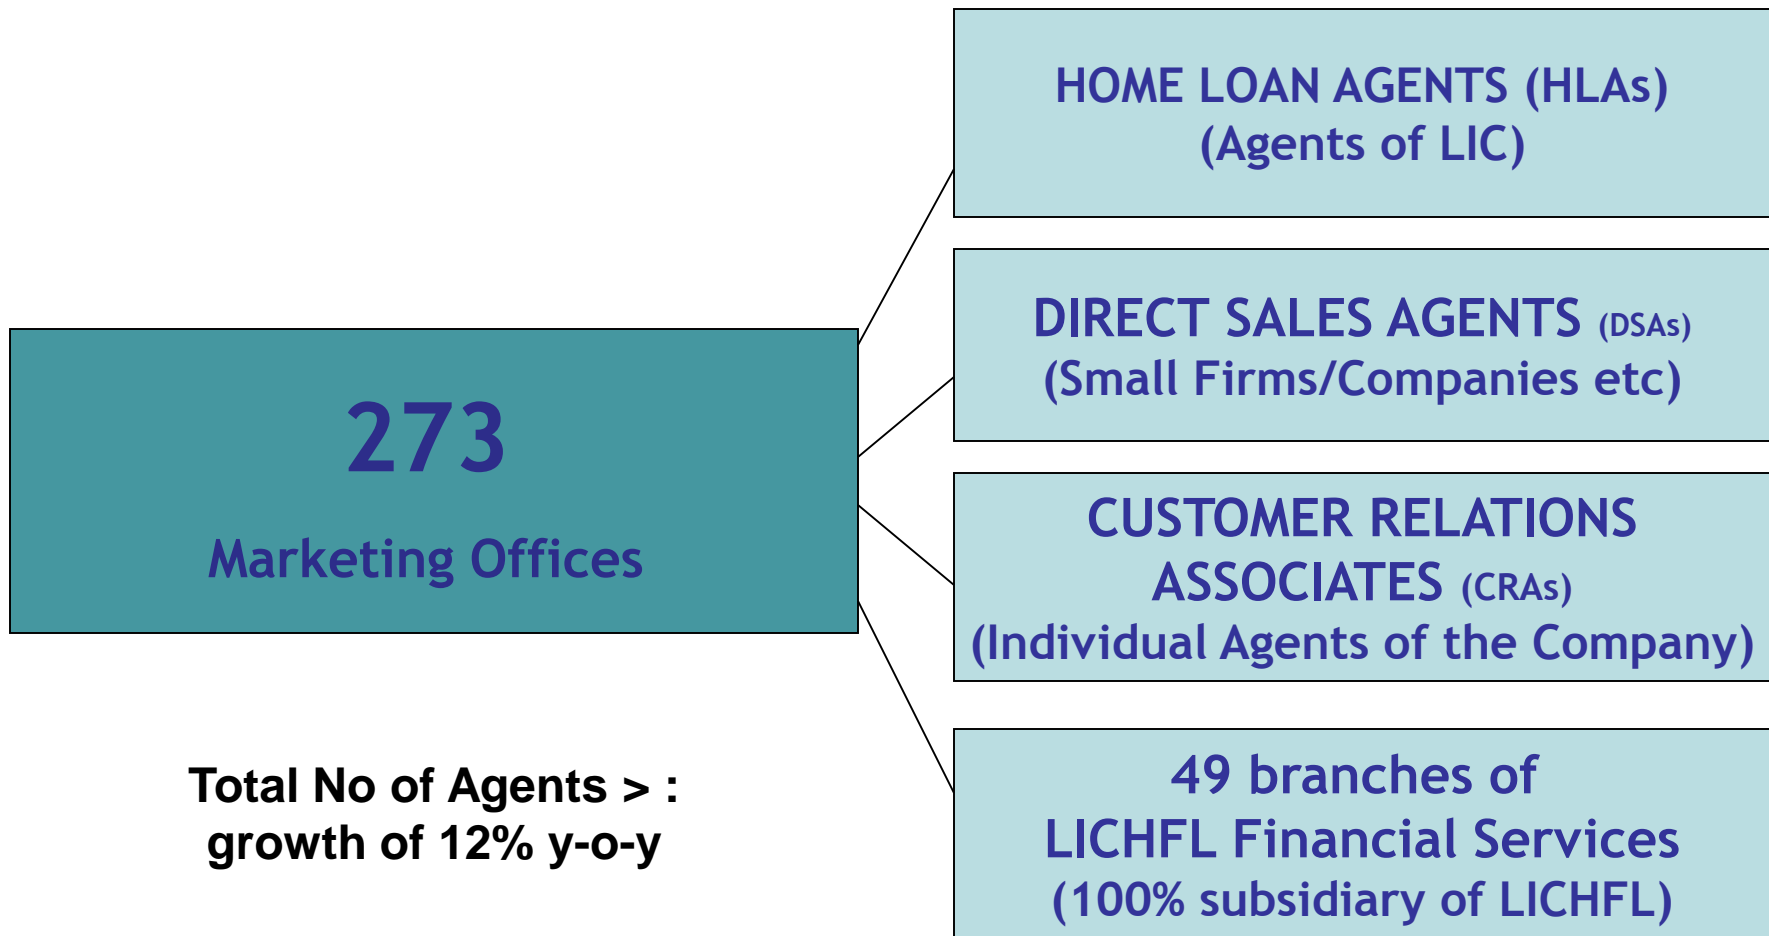 273
Marketing Offices
Total No of Agents > :
growth of 12% y-o-y
HOME LOAN AGENTS (HLAs)
(Agents of LIC)
DIRECT SALES AGENTS (DSAs)
(Small Firms/Companies etc)
CUSTOMER RELATIONS
ASSOCIATES (CRAs)
(Individual Agents of the Company)
49 branches of
LICHFL Financial Services
(100% subsidiary of LICHFL)